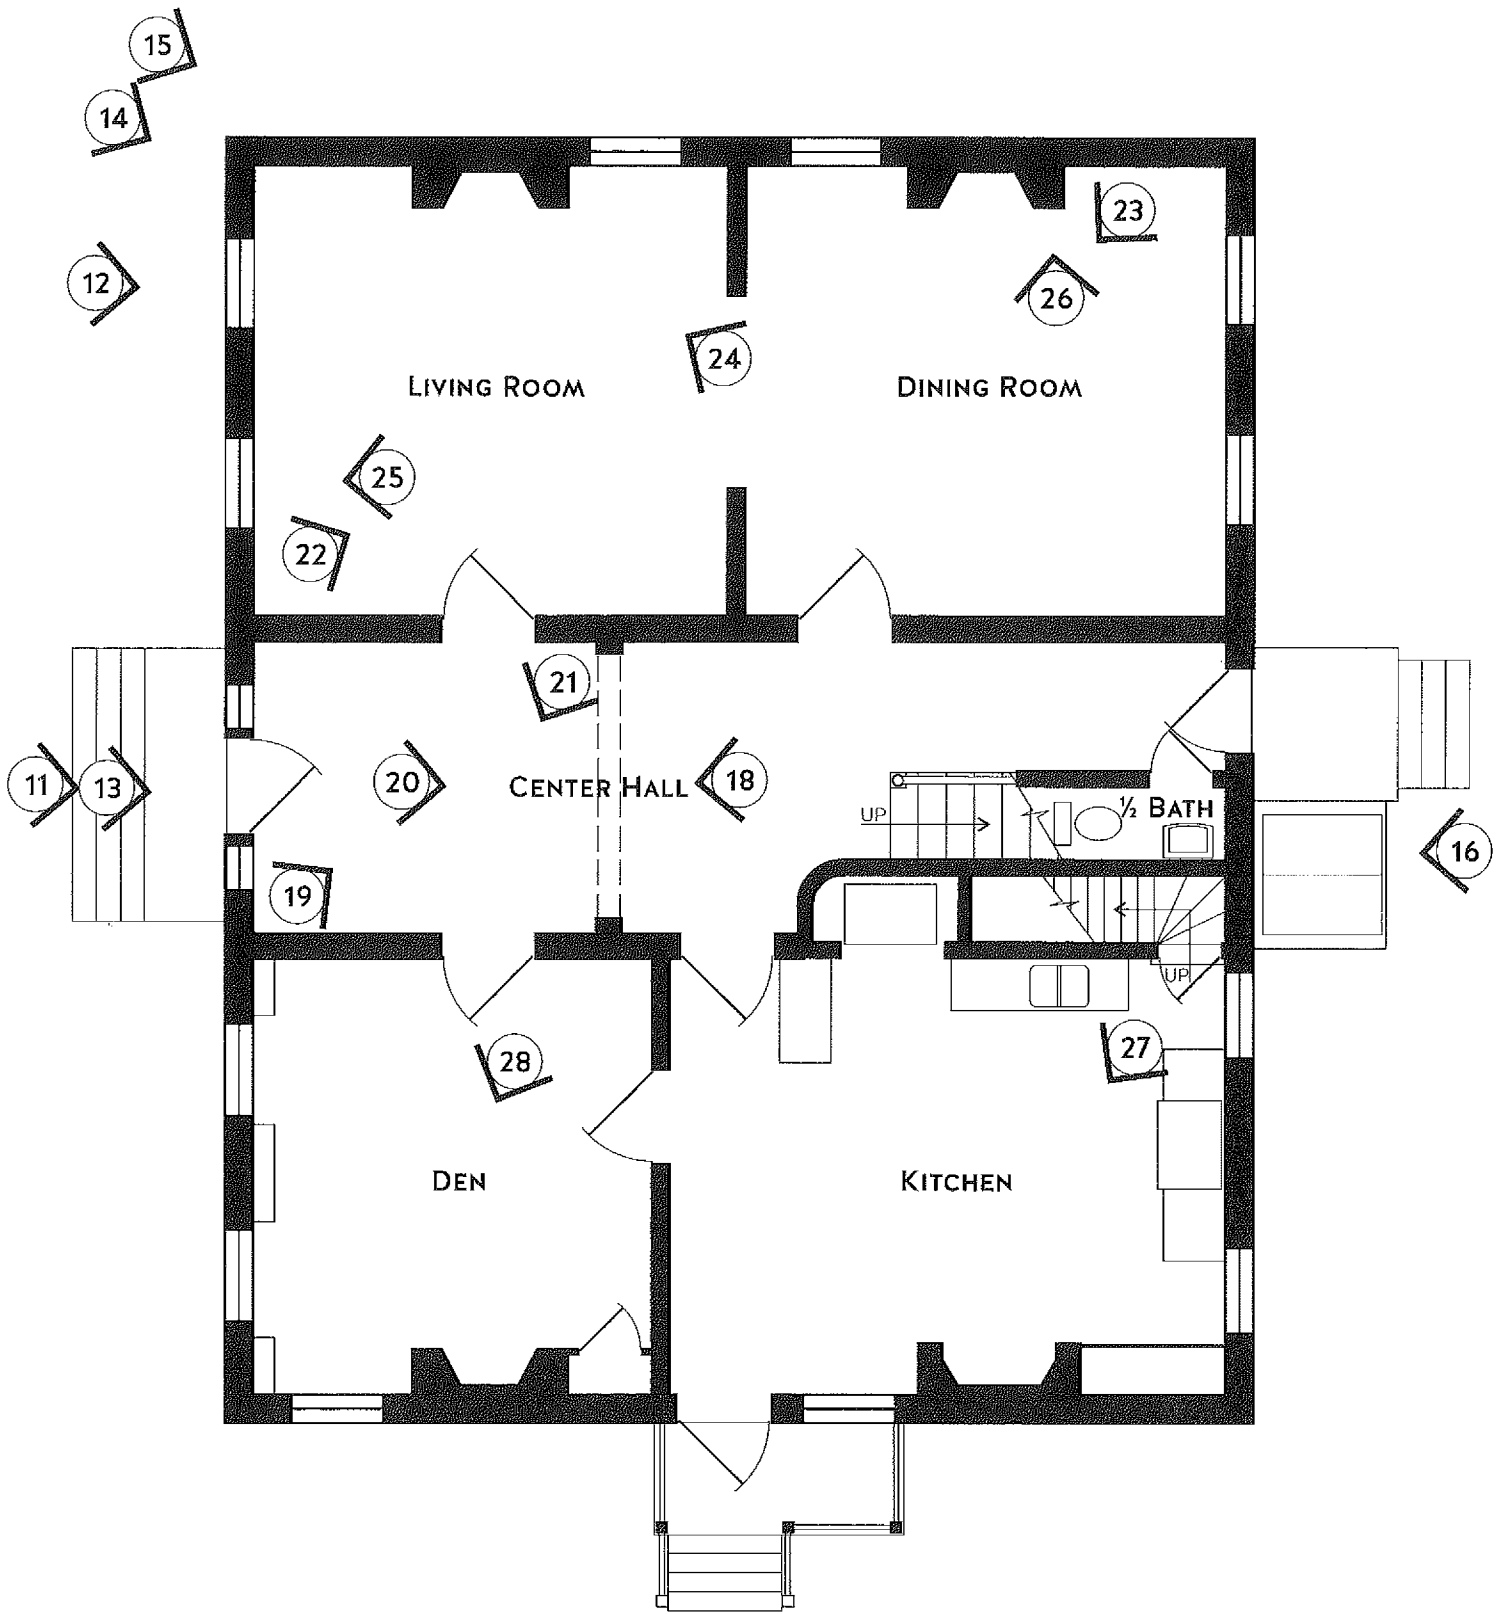 15
14
23
12
26
24
LIVING ROOM
DINING ROOM
25
22
21
11
13
20
CENTER HALL
18
UP
½ BATH
16
19
UP
28
27
DEN
KITCHEN